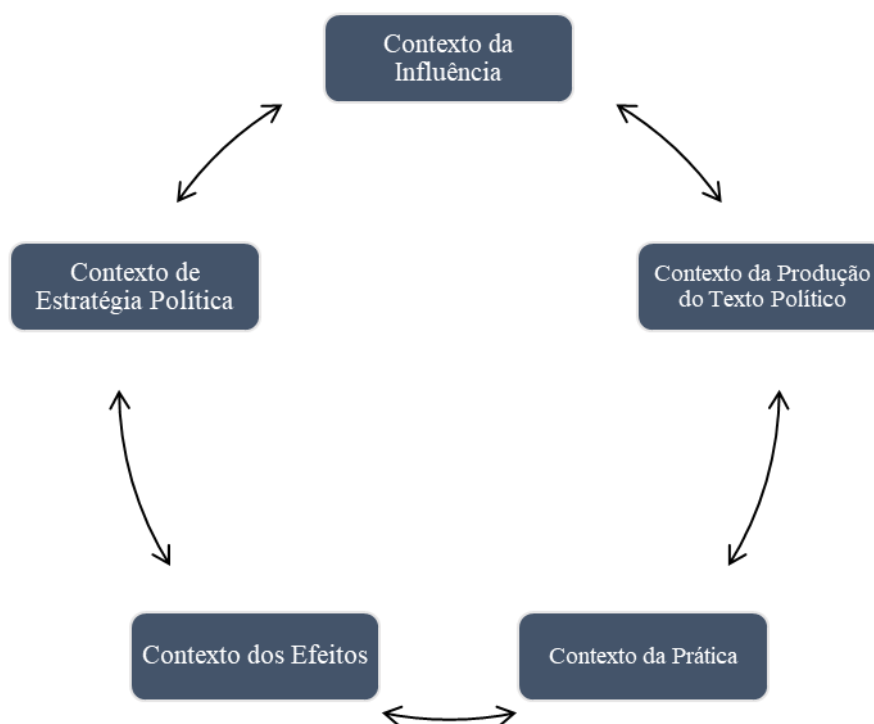 Contexto da
Influência
Contexto de
Estratégia Política
Contexto da Produção
do Texto Político
Contexto dos Efeitos
Contexto da Prática